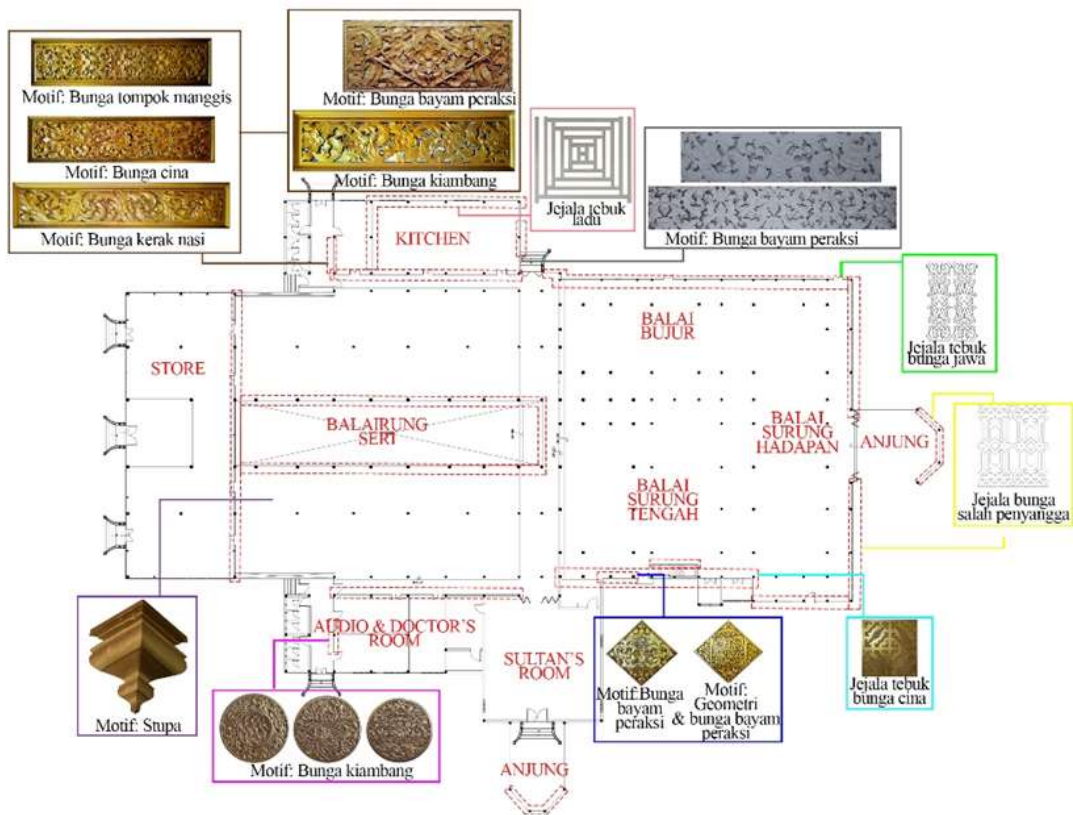 Motif: Bunga tompok manggis
Motif: Bunga cina
Motif: Bunga kerak nasi
Motif: Bunga bayam peraksi
Motif: Bunga kiambang
Jejala tebuk
ladu
Motif: Bunga bayam peraksi
KITCHEN
BALAI
BUJUR
Jejala tebuk
bunga jawa
STORE
BALAIRUNG
SERI
BALAI
SURUNG
HADAPAN
ANJUNG
BALAI
SURUNG
TENGAH
Jejala bunga
salah penyangga
AUDIO & DOCTOR'S
ROOM
SULTAN'S
ROOM
Motif: Stupa
Motif: Bunga kiambang
Motif:Bunga
bayam
peraksi
Motif:
Geometri
& bunga bayam
peraksi
Jejala tebuk
bunga cina
ANJUNG